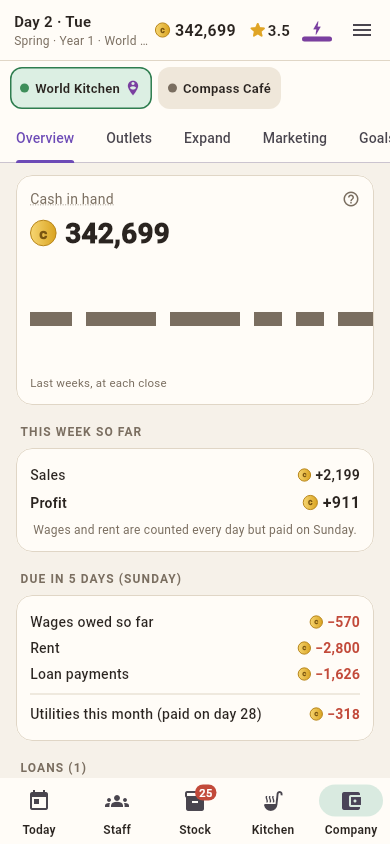 Day 2 · Tue
Spring · Year 1 · World …
342,699
3.5
World Kitchen
Compass Café
Overview
Outlets
Expand
Marketing
Goals
Cash in hand
c 342,699
Last weeks, at each close
THIS WEEK SO FAR
Sales
c +2,199
Profit
c +911
Wages and rent are counted every day but paid on Sunday.
DUE IN 5 DAYS (SUNDAY)
Wages owed so far
c −570
Rent
c −2,800
Loan payments
c −1,626
Utilities this month (paid on day 28)
c −318
LOANS (1)
25
Today
Staff
Stock
Kitchen
Company